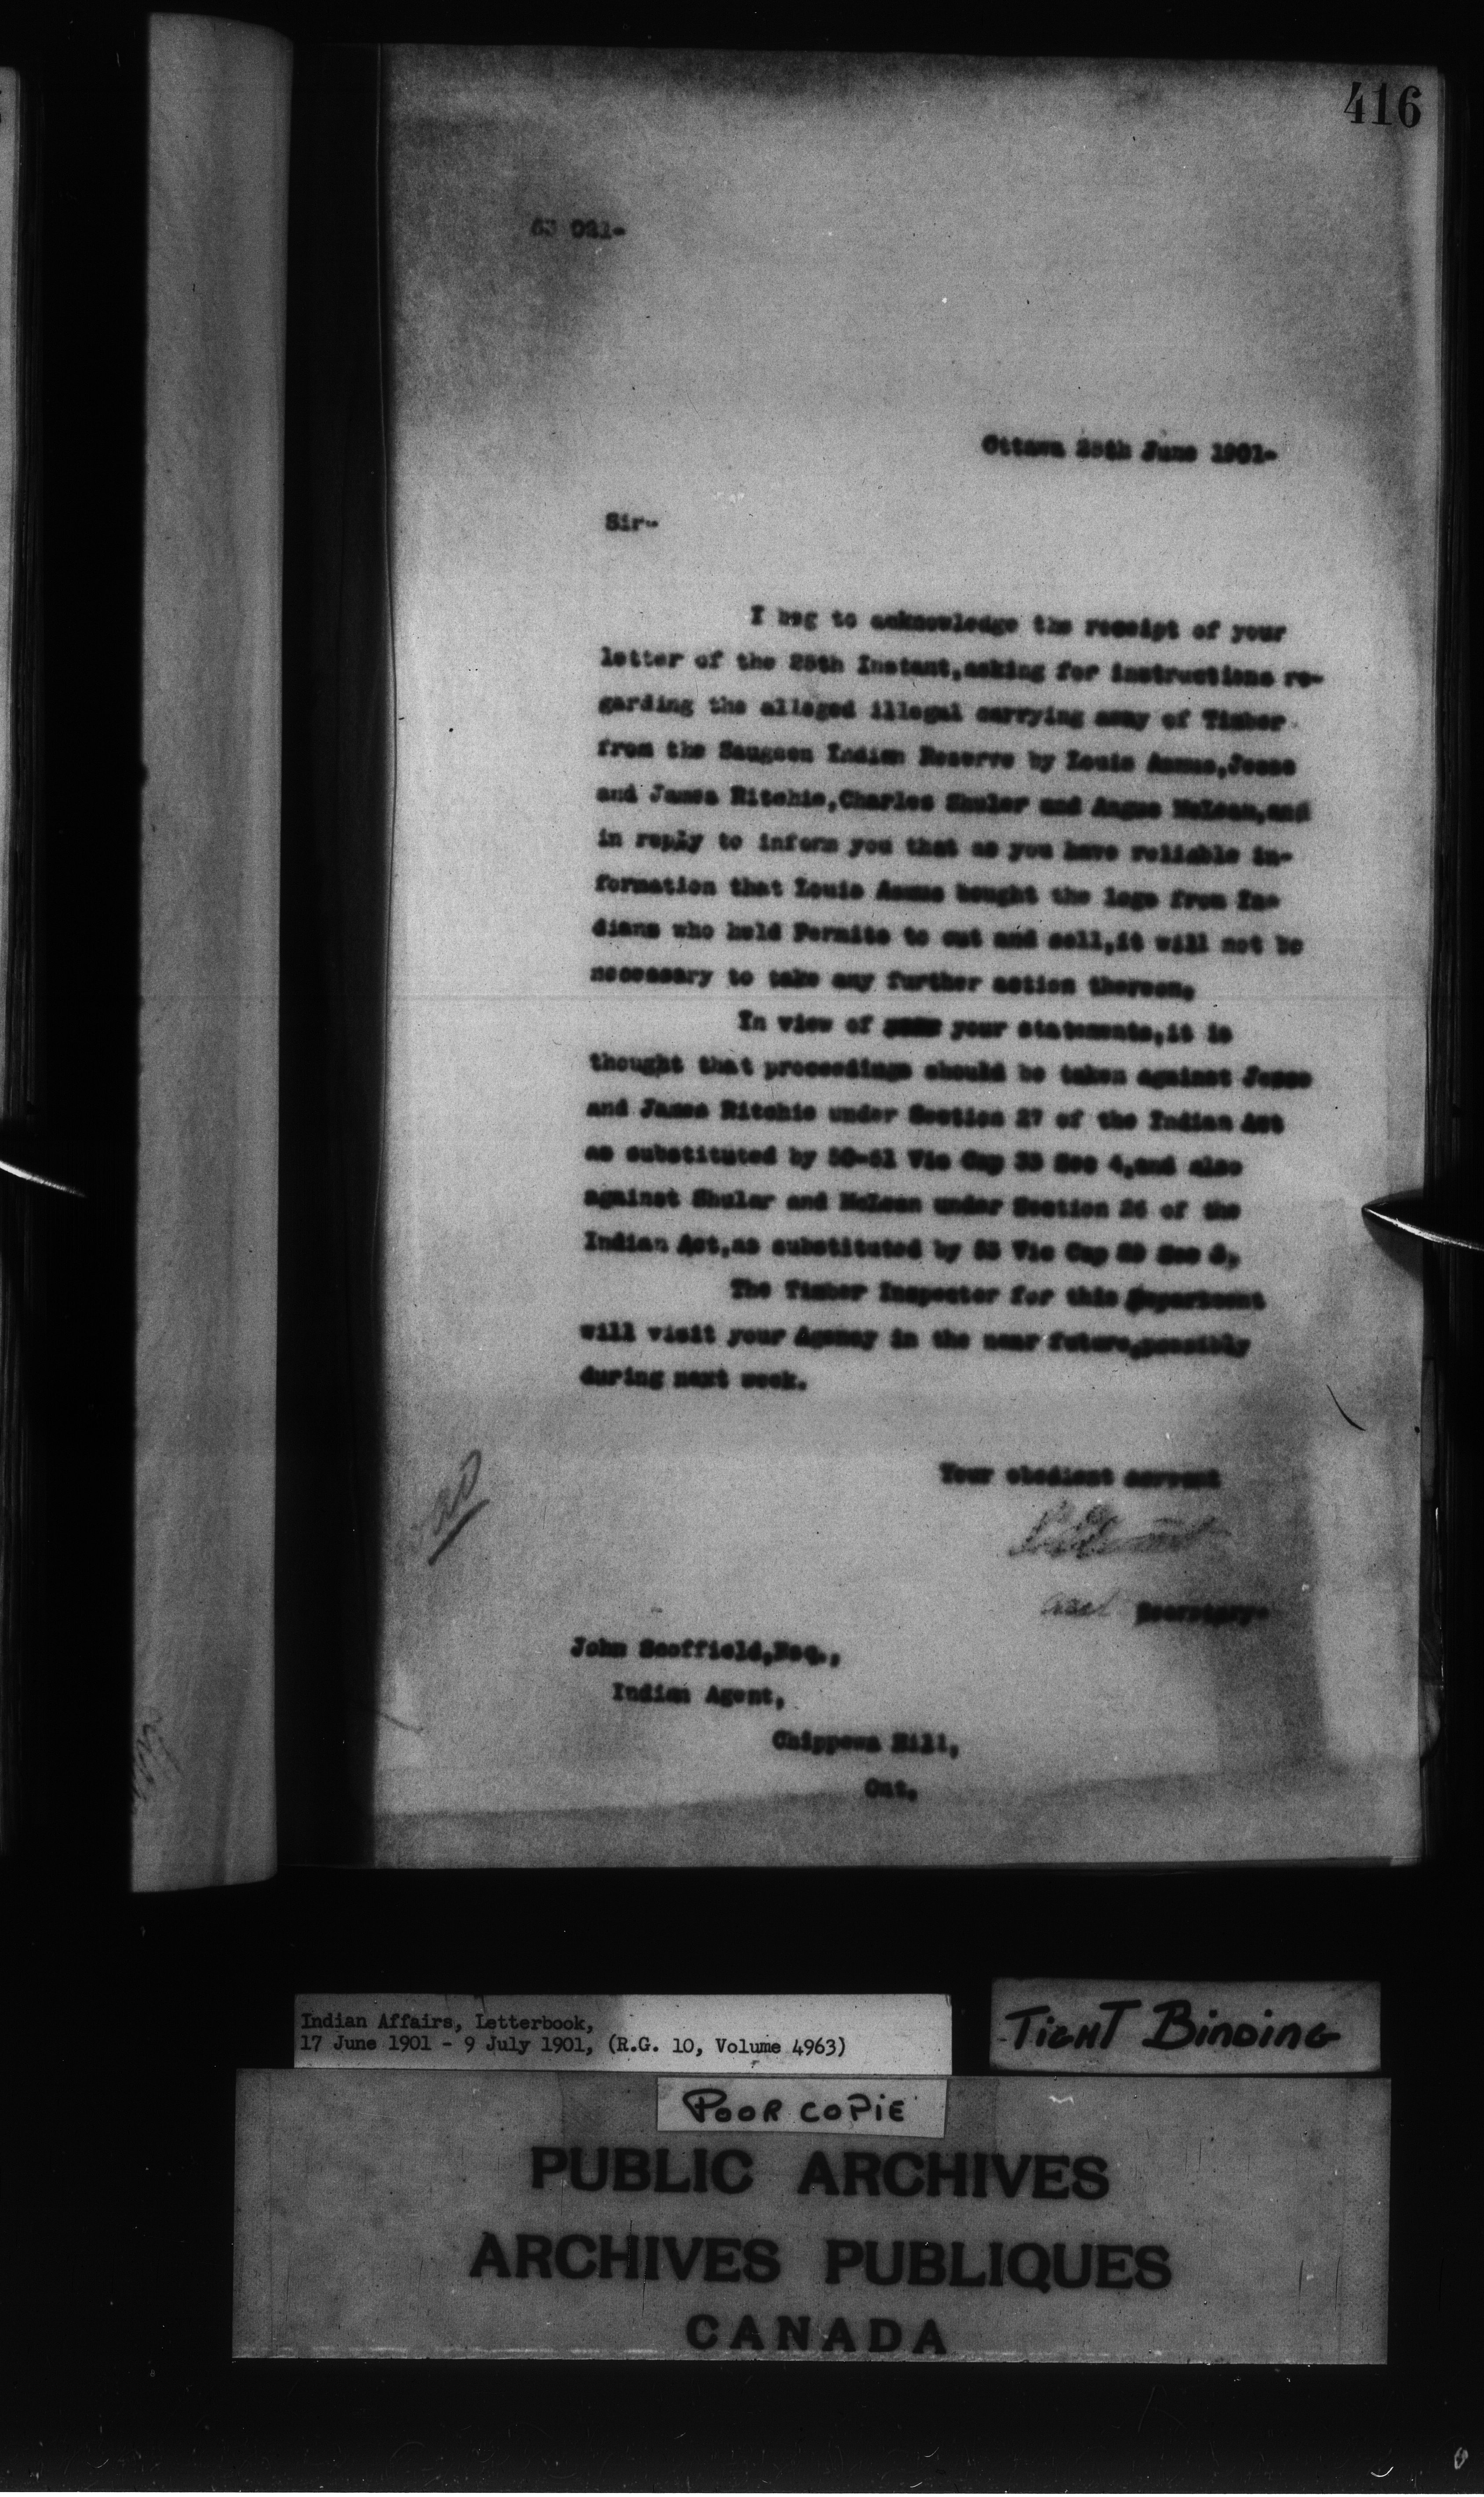 416
Ottawa 28th June 1901-
Sir-
I beg to acknowledge the receipt of your
letter of the 25th Instant,asking for instructions re-
garding the alleged illegal carrying away of Timber
from the Saugeen Indian Reserve by Louis Asmus,Jesse
and James Ritchie,Charles Shuler and Angus McLean,and
in reply to inform you that as you have reliable in-
formation that Louis Asmus bought the logs from In-
dians who held Permits to cut and sell,it will not be
necessary to take any further action thereon.
In view of your statements,it is
thought that proceedings should be taken against Jesse
and James Ritchie under Section 27 of the Indian Act
as substituted by 50-51 Vic Cap 33 Sec 4,and also
against Shuler and McLean under Section 26 of the
Indian Act,as substituted by Vic Cap 29 Sec
The Timber Inspector for this Department
will visit your Agency in the near future,possibly
during next week.
Your obedient servant
Secretary-
John Scoffield,Esq.,
Indian Agent,
Chippewa Hill,
Ont.
Indian Affairs, Letterbook,
17 June 1901 - 9 July 1901, (R.G. 10, Volume 4963)
TIGHT BINDING
POOR COPIE
PUBLIC ARCHIVES
ARCHIVES PUBLIQUES
CANADA